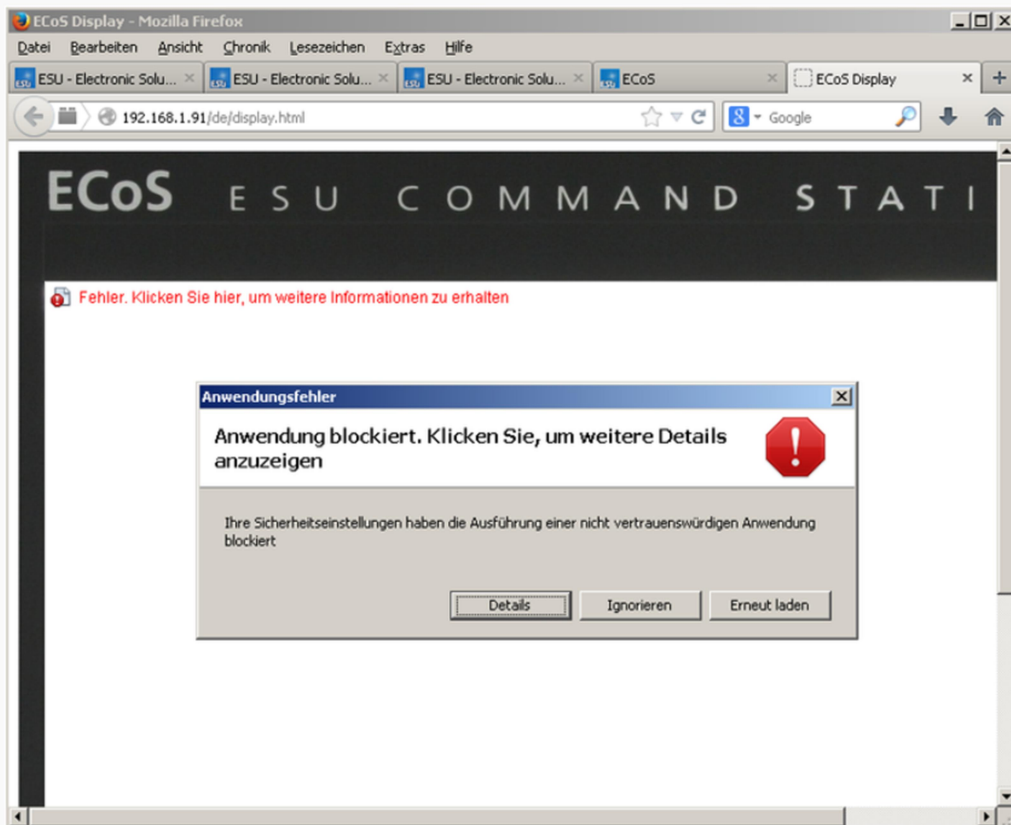 ECoS Display - Mozilla Firefox
Datei Bearbeiten Ansicht Chronik Lesezeichen Extras Hilfe
ESU - Electronic Solu... ESU - Electronic Solu... ESU - Electronic Solu... ECoS ECoS Display
192.168.1.91/de/display.html Google
ECoS ESU COMMAND STATI
Fehler. Klicken Sie hier, um weitere Informationen zu erhalten
Anwendungsfehler
Anwendung blockiert. Klicken Sie, um weitere Details
anzuzeigen
Ihre Sicherheitseinstellungen haben die Ausführung einer nicht vertrauenswürdigen Anwendung
blockiert
Details Ignorieren Erneut laden